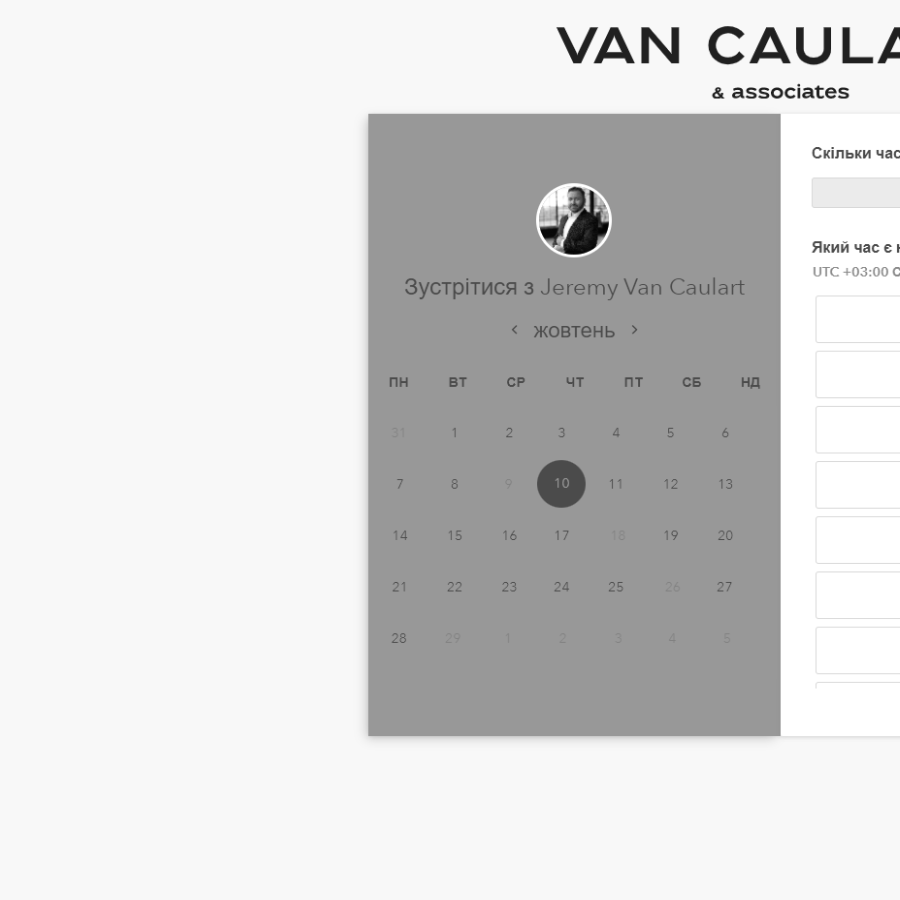 VAN CAULA
& associates
Зустрітися з Jeremy Van Caulart
жовтень
ПН ВТ СР ЧТ ПТ СБ НД
31 1 2 3 4 5 6
7 8 9 10 11 12 13
14 15 16 17 18 19 20
21 22 23 24 25 26 27
28 29 1 2 3 4 5
Скільки час
Який час є
UTC +03:00